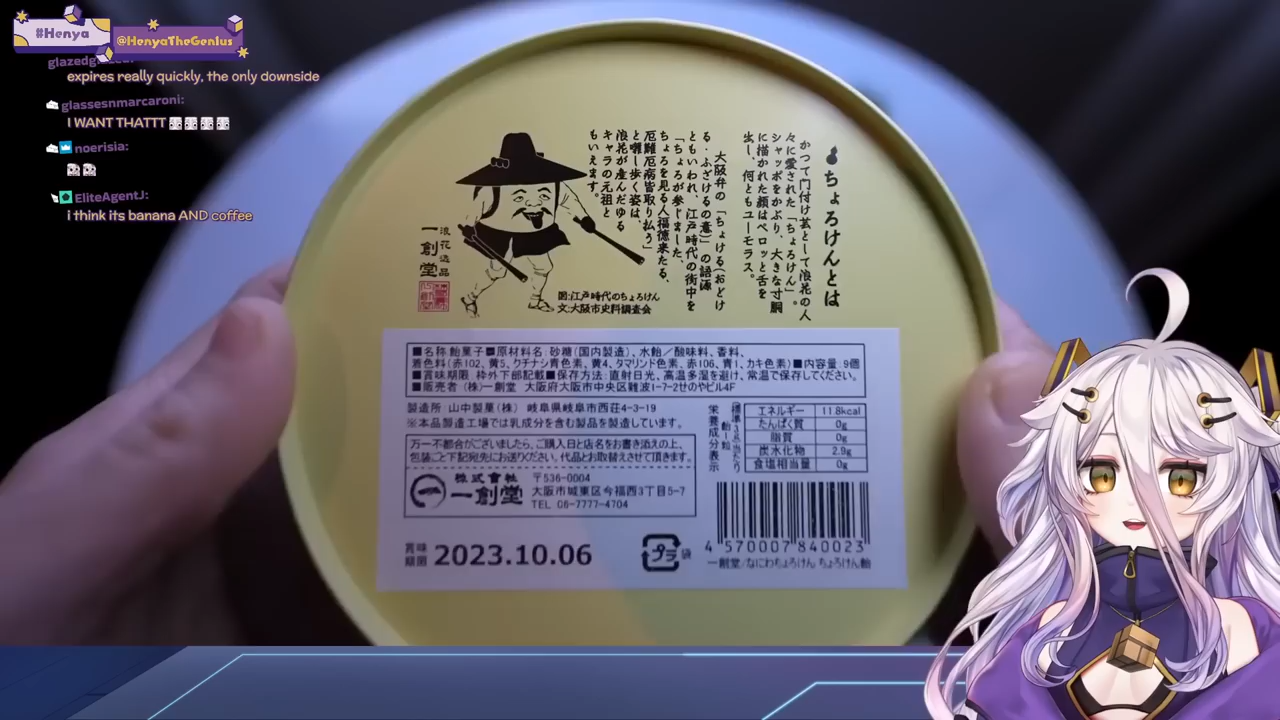 #Henya
@HenyaTheGenius
expires really quickly, the only downside
glassesnmarcaroni:
I WANT THATTT
noerisia:
EliteAgentJ:
i think its banana AND coffee
ちょろけんとは
かつて門付け芸として浪花の人
々に愛された「ちょろけん」。
シャッポをかぶり、大きな寸胴
に描かれた顔はペロッと舌を
出し、何ともユーモラス。
大阪弁の「ちょける(おどけ
る・ふざけるの意)」の語源
ともいわれ、江戸時代の街中を
「ちょろが参じました、
ちょろを見る人福徳来たる、
厄難厄病皆取り払う」
と囃し歩く姿は、
浪花が産んだゆる
キャラの元祖と
もいえます。
図:江戸時代のちょろけん
文:大阪市史料調査会
浪花造品
一創堂
■名称 飴菓子■原材料名 砂糖(国内製造)、水飴/酸味料、香料、
着色料(赤102、黄5、クチナシ青色素、黄4、タマリンド色素、赤106、青1、カキ色素)■内容量 9個
■賞味期限 枠外下部記載■保存方法:直射日光、高温多湿を避け、常温で保存してください。
■販売者 (株)一創堂 大阪府大阪市中央区難波1-7-2せのやビル4F
製造所 山中製菓(株) 岐阜県岐阜市西荘4-3-19
※本品製造工場では乳成分を含む製品を製造しています。
万一不都合がございましたら、ご購入日と店名をお書き添えの上、
包装ごと下記宛先にお送りください。代品とお取替えさせて頂きます。
株式會社
一創堂
〒536-0004
大阪市城東区今福西3丁目5-7
TEL 06-7777-4704
栄養成分表示
エネルギー 11.8kcal
たんぱく質 0g
脂質 0g
炭水化物 2.9g
食塩相当量 0g
賞味期限 2023.10.06
プラ 袋
4 570007 840023
一創堂/なにわちょろけん ちょろけん飴